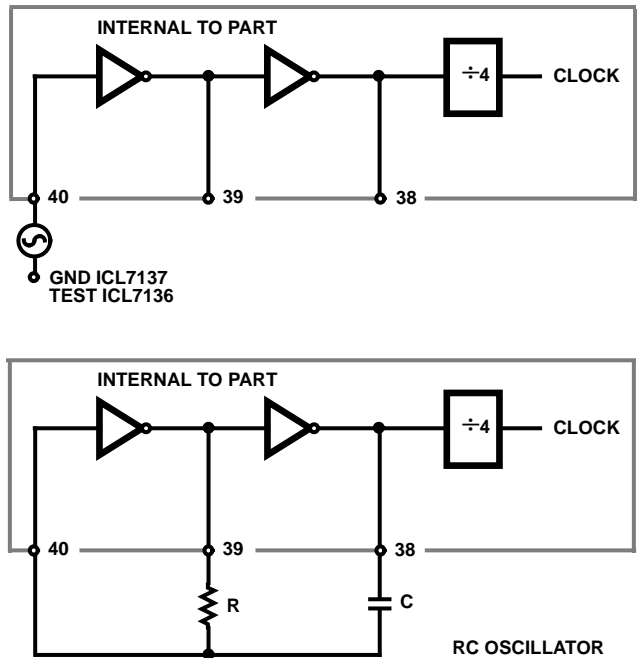 INTERNAL TO PART
÷4
CLOCK
40
39
38
GND ICL7137
TEST ICL7136
INTERNAL TO PART
÷4
CLOCK
40
39
38
R
C
RC OSCILLATOR